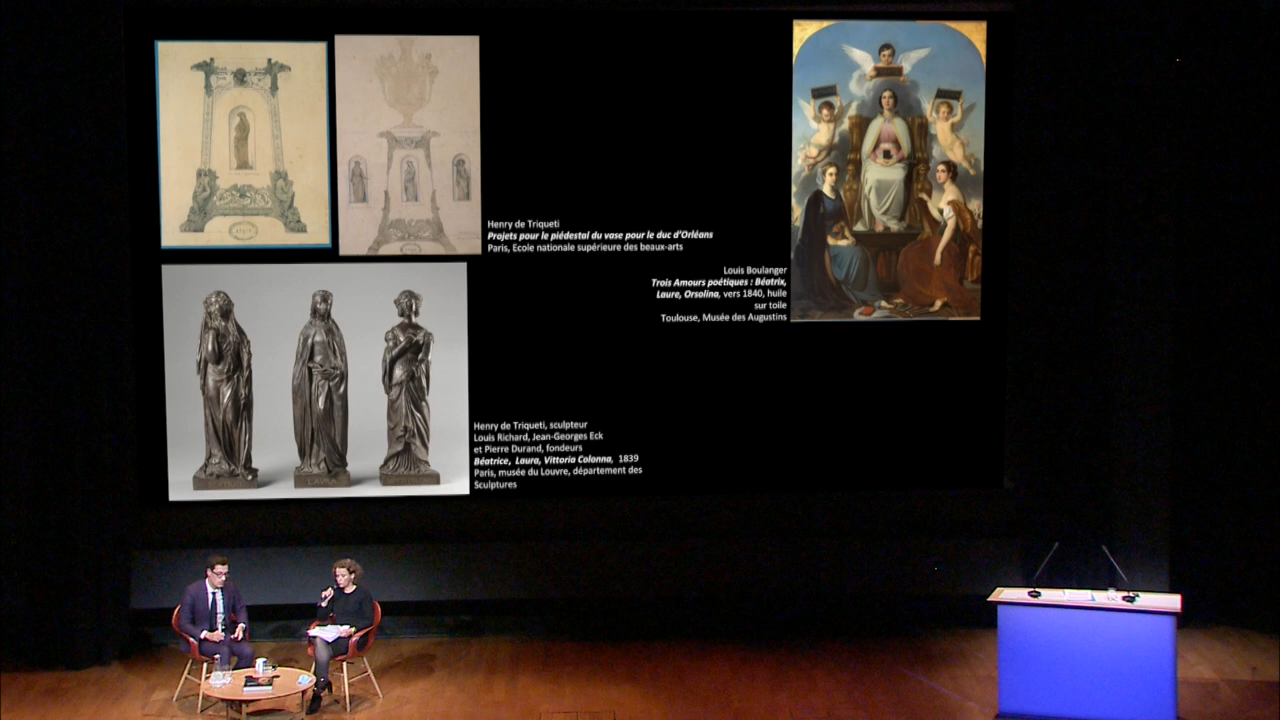 Henry de Triqueti
Projets pour le piédestal du vase pour le duc d'Orléans
Paris, Ecole nationale supérieure des beaux-arts
Louis Boulanger
Trois Amours poétiques : Béatrix,
Laure, Orsolina, vers 1840, huile
sur toile
Toulouse, Musée des Augustins
Henry de Triqueti, sculpteur
Louis Richard, Jean-Georges Eck
et Pierre Durand, fondeurs
Béatrice, Laura, Vittoria Colonna, 1839
Paris, musée du Louvre, département des
Sculptures